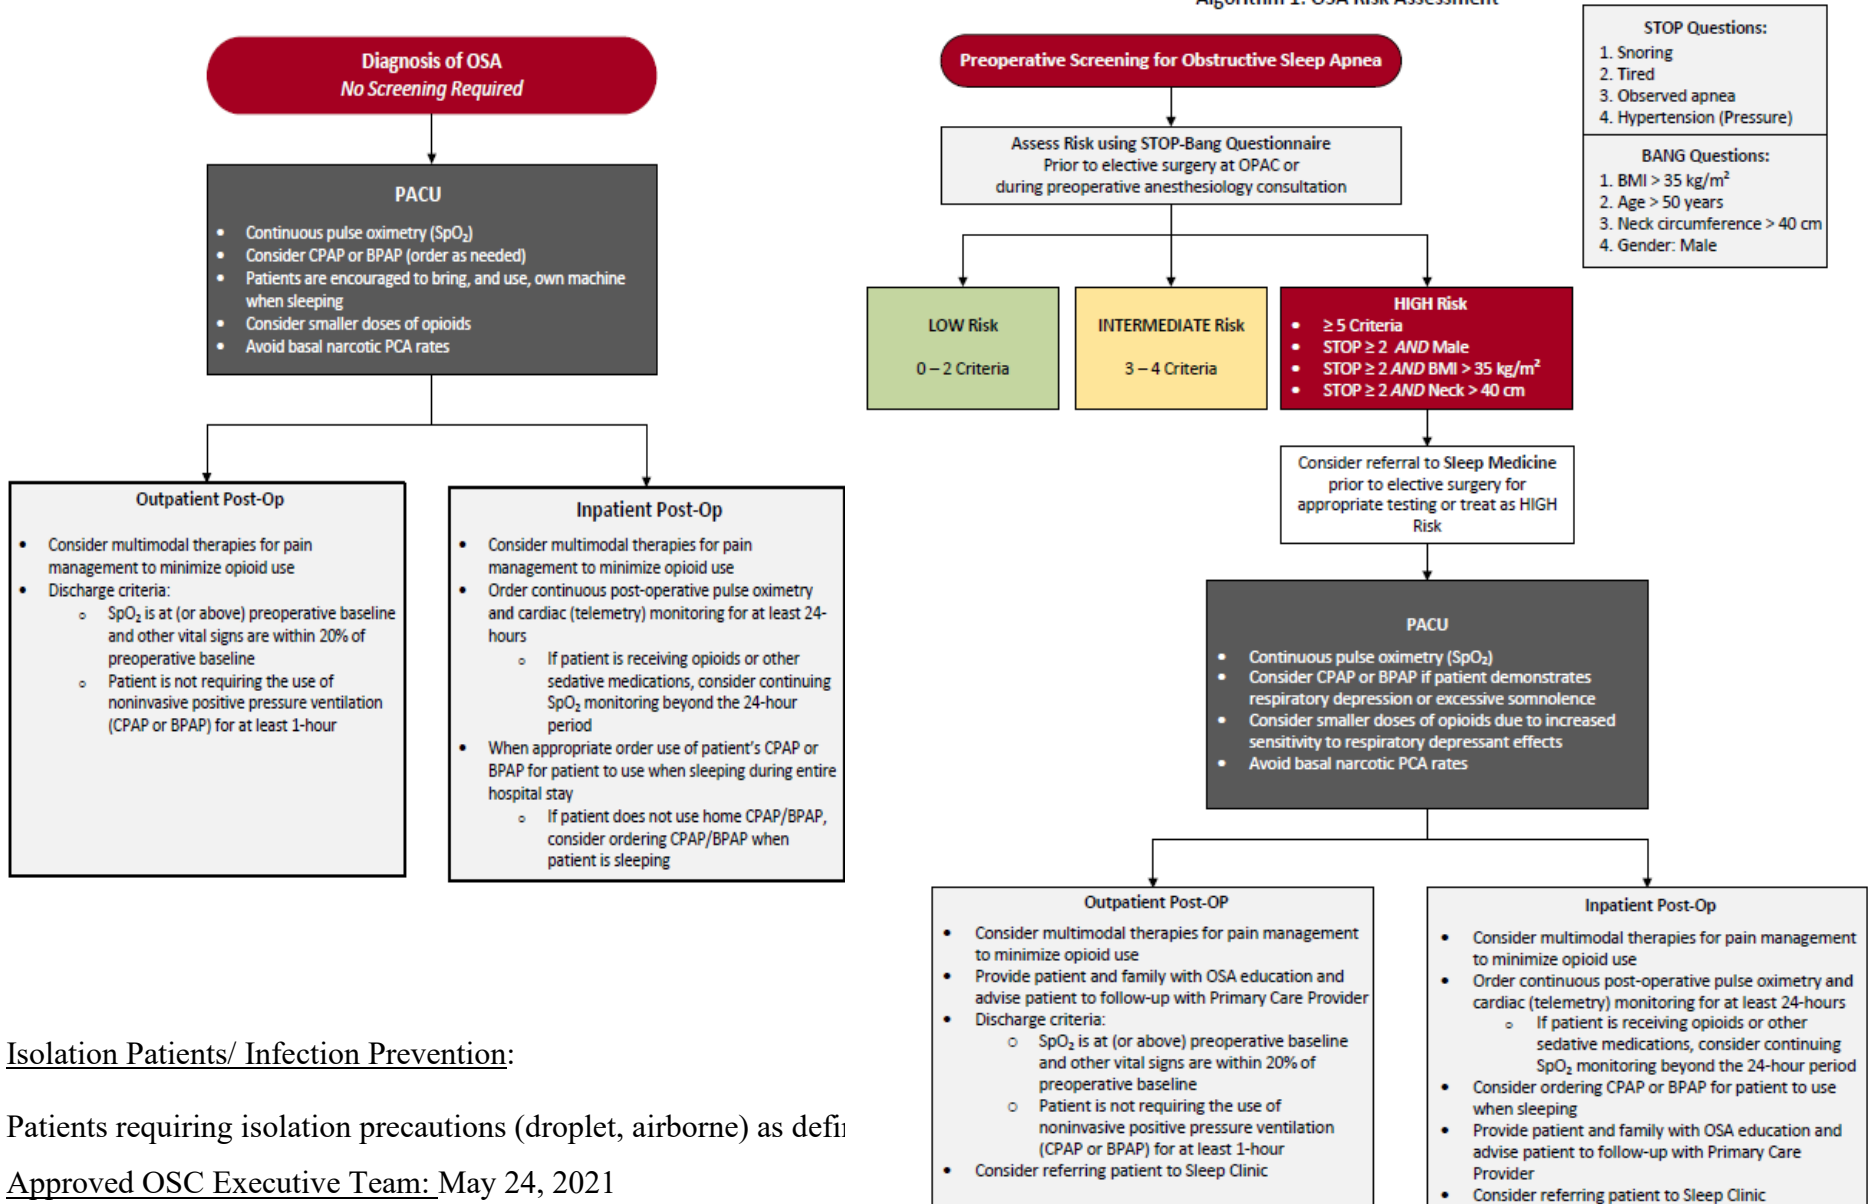 Algorithm 1: OSA Risk Assessment
Diagnosis of OSA
No Screening Required
PACU
• Continuous pulse oximetry (SpO₂)
• Consider CPAP or BPAP (order as needed)
• Patients are encouraged to bring, and use, own machine
when sleeping
• Consider smaller doses of opioids
• Avoid basal narcotic PCA rates
Outpatient Post-Op
• Consider multimodal therapies for pain
management to minimize opioid use
• Discharge criteria:
○ SpO₂ is at (or above) preoperative baseline
and other vital signs are within 20% of
preoperative baseline
○ Patient is not requiring the use of
noninvasive positive pressure ventilation
(CPAP or BPAP) for at least 1-hour
Inpatient Post-Op
• Consider multimodal therapies for pain
management to minimize opioid use
• Order continuous post-operative pulse oximetry
and cardiac (telemetry) monitoring for at least 24-
hours
○ If patient is receiving opioids or other
sedative medications, consider continuing
SpO₂ monitoring beyond the 24-hour
period
• When appropriate order use of patient's CPAP or
BPAP for patient to use when sleeping during entire
hospital stay
○ If patient does not use home CPAP/BPAP,
consider ordering CPAP/BPAP when
patient is sleeping
Isolation Patients/ Infection Prevention:
Patients requiring isolation precautions (droplet, airborne) as
Approved OSC Executive Team: May 24, 2021
Preoperative Screening for Obstructive Sleep Apnea
STOP Questions:
1. Snoring
2. Tired
3. Observed apnea
4. Hypertension (Pressure)
BANG Questions:
1. BMI > 35 kg/m²
2. Age > 50 years
3. Neck circumference > 40 cm
4. Gender: Male
Assess Risk using STOP-Bang Questionnaire
Prior to elective surgery at OPAC or
during preoperative anesthesiology consultation
LOW Risk
0 – 2 Criteria
INTERMEDIATE Risk
3 – 4 Criteria
HIGH Risk
• ≥ 5 Criteria
• STOP ≥ 2 AND Male
• STOP ≥ 2 AND BMI > 35 kg/m²
• STOP ≥ 2 AND Neck > 40 cm
Consider referral to Sleep Medicine
prior to elective surgery for
appropriate testing or treat as HIGH
Risk
PACU
• Continuous pulse oximetry (SpO₂)
• Consider CPAP or BPAP if patient demonstrates
respiratory depression or excessive somnolence
• Consider smaller doses of opioids due to increased
sensitivity to respiratory depressant effects
• Avoid basal narcotic PCA rates
Outpatient Post-OP
• Consider multimodal therapies for pain management
to minimize opioid use
• Provide patient and family with OSA education and
advise patient to follow-up with Primary Care Provider
• Discharge criteria:
○ SpO₂ is at (or above) preoperative baseline
and other vital signs are within 20% of
preoperative baseline
○ Patient is not requiring the use of
noninvasive positive pressure ventilation
(CPAP or BPAP) for at least 1-hour
• Consider referring patient to Sleep Clinic
Inpatient Post-Op
• Consider multimodal therapies for pain management
to minimize opioid use
• Order continuous post-operative pulse oximetry and
cardiac (telemetry) monitoring for at least 24-hours
○ If patient is receiving opioids or other
sedative medications, consider continuing
SpO₂ monitoring beyond the 24-hour period
• Consider ordering CPAP or BPAP for patient to use
when sleeping
• Provide patient and family with OSA education and
advise patient to follow-up with Primary Care
Provider
• Consider referring patient to Sleep Clinic